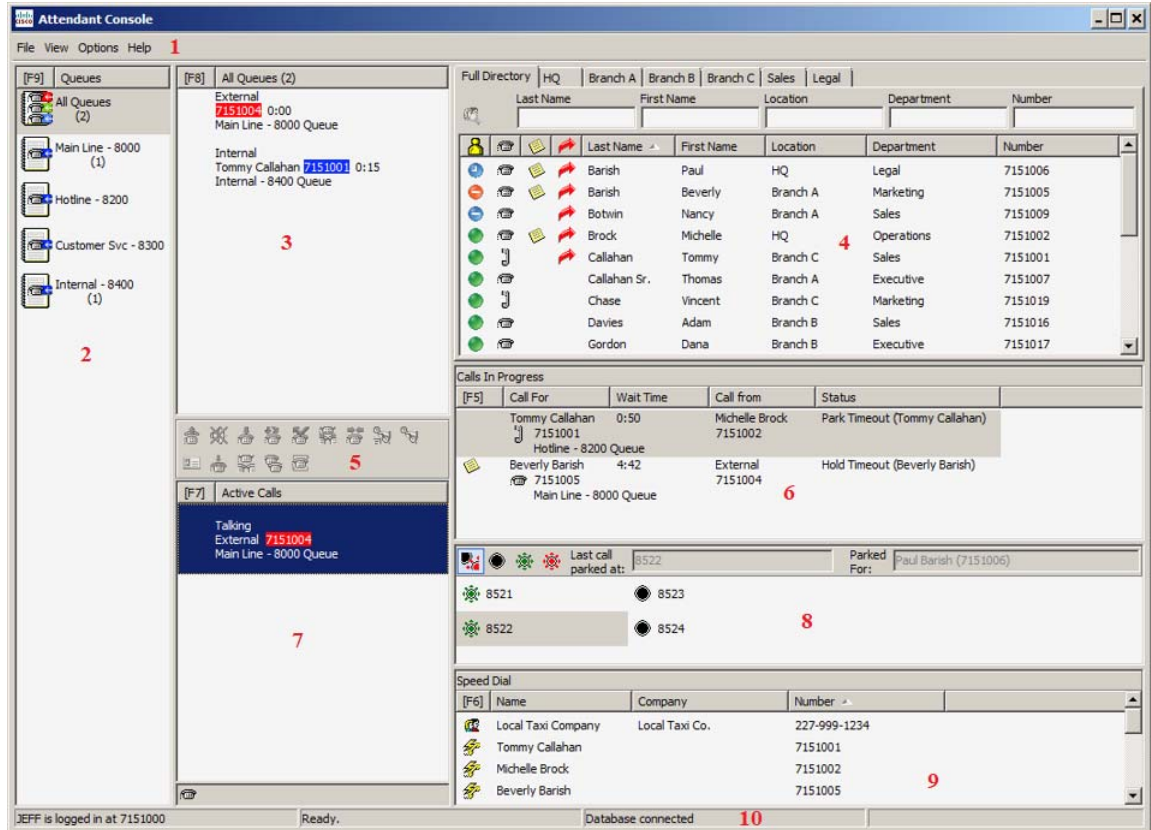 CISCO Attendant Console
File View Options Help 1
[F9] Queues
All Queues
(2)
Main Line - 8000
(1)
Hotline - 8200
Customer Svc - 8300
Internal - 8400
(1)
2
[F8] All Queues (2)
External
7151004 0:00
Main Line - 8000 Queue
Internal
Tommy Callahan 7151001 0:15
Internal - 8400 Queue
3
5
[F7] Active Calls
Talking
External 7151004
Main Line - 8000 Queue
7
Full Directory HQ Branch A Branch B Branch C Sales Legal
Last Name First Name Location Department Number
Last Name First Name Location Department Number
Barish Paul HQ Legal 7151006
Barish Beverly Branch A Marketing 7151005
Botwin Nancy Branch A Sales 7151009
Brock Michelle HQ Operations 7151002
4
Callahan Tommy Branch C Sales 7151001
Callahan Sr. Thomas Branch A Executive 7151007
Chase Vincent Branch C Marketing 7151019
Davies Adam Branch B Sales 7151016
Gordon Dana Branch B Executive 7151017
Calls In Progress
[F5] Call For Wait Time Call from Status
Tommy Callahan 0:50 Michelle Brock Park Timeout (Tommy Callahan)
7151001 7151002
Hotline - 8200 Queue
Beverly Barish 4:42 External Hold Timeout (Beverly Barish)
7151005 7151004
Main Line - 8000 Queue 6
Last call parked at: 8522 Parked For: Paul Barish (7151006)
8521 8523
8522 8524 8
Speed Dial
[F6] Name Company Number
Local Taxi Company Local Taxi Co. 227-999-1234
Tommy Callahan 7151001
Michelle Brock 7151002
Beverly Barish 7151005
9
JEFF is logged in at 7151000 Ready. Database connected 10